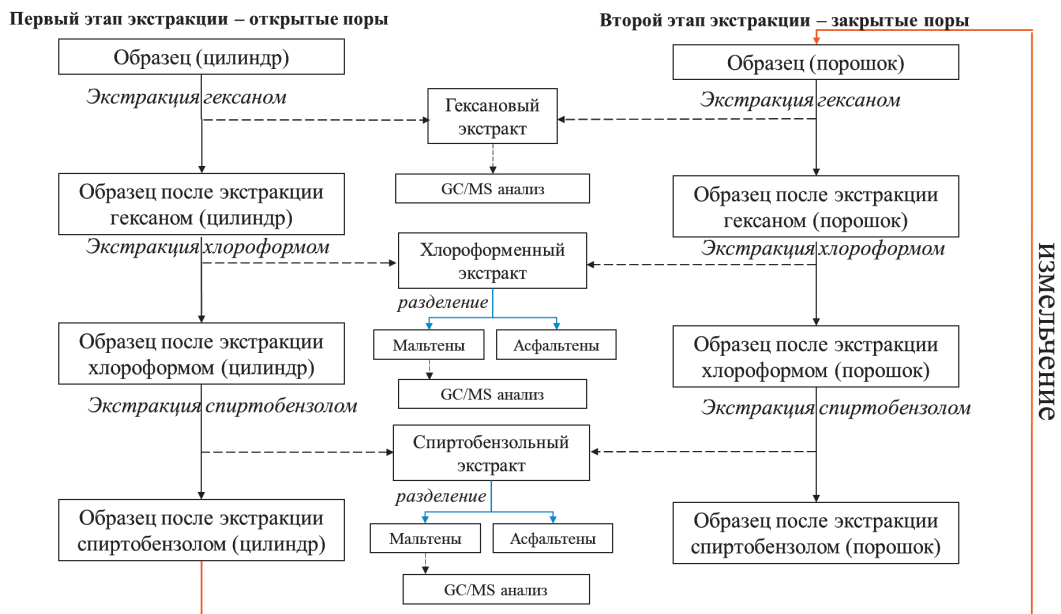 Первый этап экстракции – открытые поры
Образец (цилиндр)
Экстракция гексаном
Образец после экстракции
гексаном (цилиндр)
Экстракция хлороформом
Образец после экстракции
хлороформом (цилиндр)
Экстракция спиртобензолом
Образец после экстракции
спиртобензолом (цилиндр)
Гексановый
экстракт
GC/MS анализ
Хлороформенный
экстракт
разделение
Мальтены
Асфальтены
GC/MS анализ
Спиртобензольный
экстракт
разделение
Мальтены
Асфальтены
GC/MS анализ
Второй этап экстракции – закрытые поры
Образец (порошок)
Экстракция гексаном
Образец после экстракции
гексаном (порошок)
Экстракция хлороформом
Образец после экстракции
хлороформом (порошок)
Экстракция спиртобензолом
Образец после экстракции
спиртобензолом (порошок)
измельчение